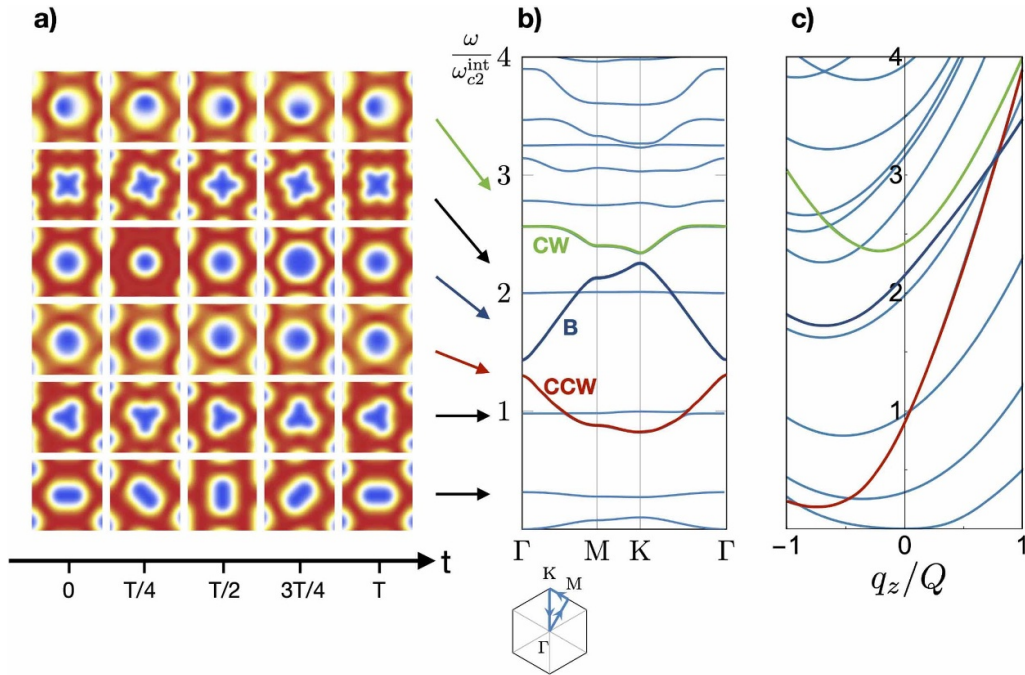 a)
b)
c)
ω
ω_{c2}^{int}
4
3
2
1
CW
B
CCW
Γ M K Γ
4
3
2
1
-1 0 1
q_z/Q
t
0 T/4 T/2 3T/4 T
K
M
Γ